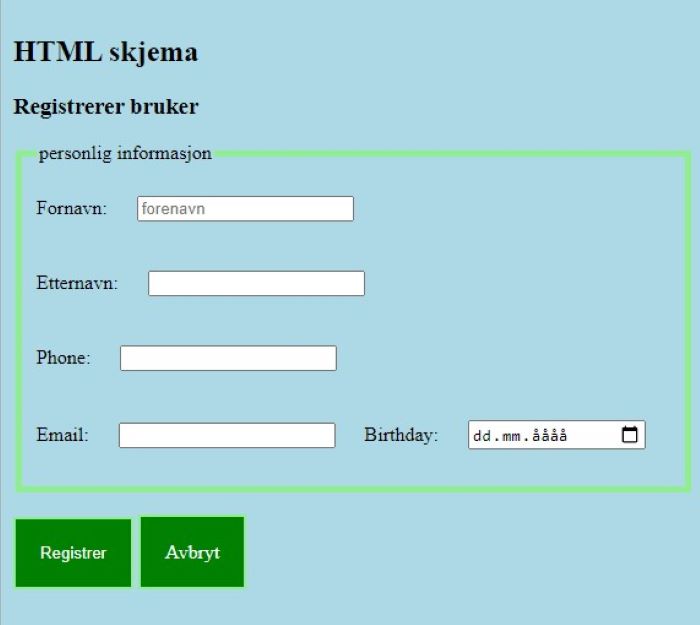 HTML skjema
Registrerer bruker
personlig informasjon
Fornavn: forenavn
Etternavn:
Phone:
Email: Birthday: dd.mm.åååå
Registrer Avbryt